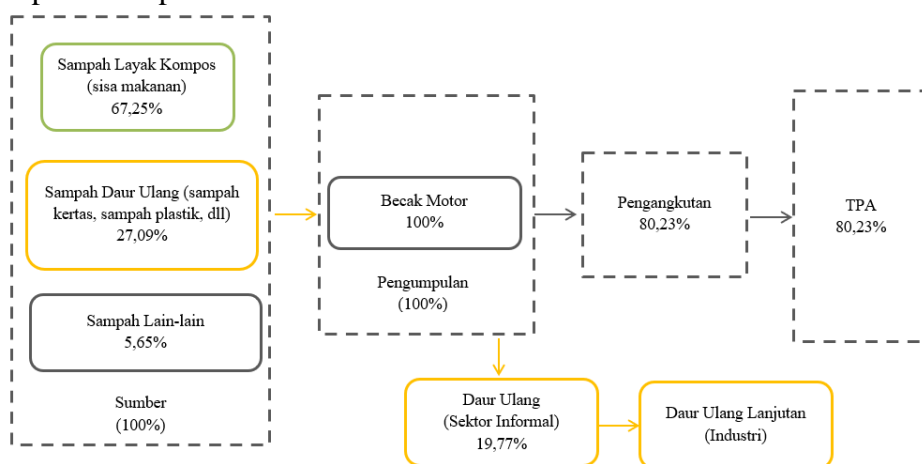 Sampah Layak Kompos
(sisa makanan)
67,25%
Sampah Daur Ulang (sampah
kertas, sampah plastik, dll)
27,09%
Sampah Lain-lain
5,65%
Sumber
(100%)
Becak Motor
100%
Pengumpulan
(100%)
Pengangkutan
80,23%
TPA
80,23%
Daur Ulang
(Sektor Informal)
19,77%
Daur Ulang Lanjutan
(Industri)